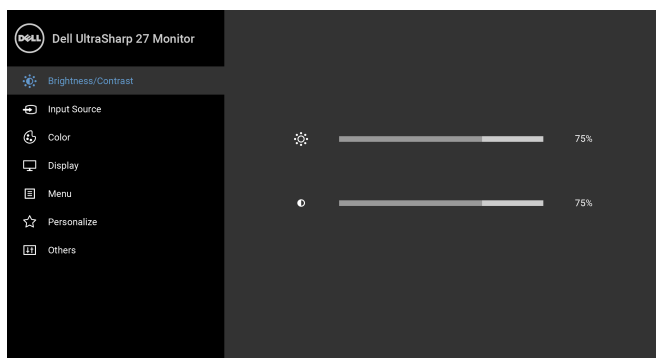 DELL
Dell UltraSharp 27 Monitor
Brightness/Contrast
Input Source
Color
75%
Display
Menu
75%
Personalize
Others